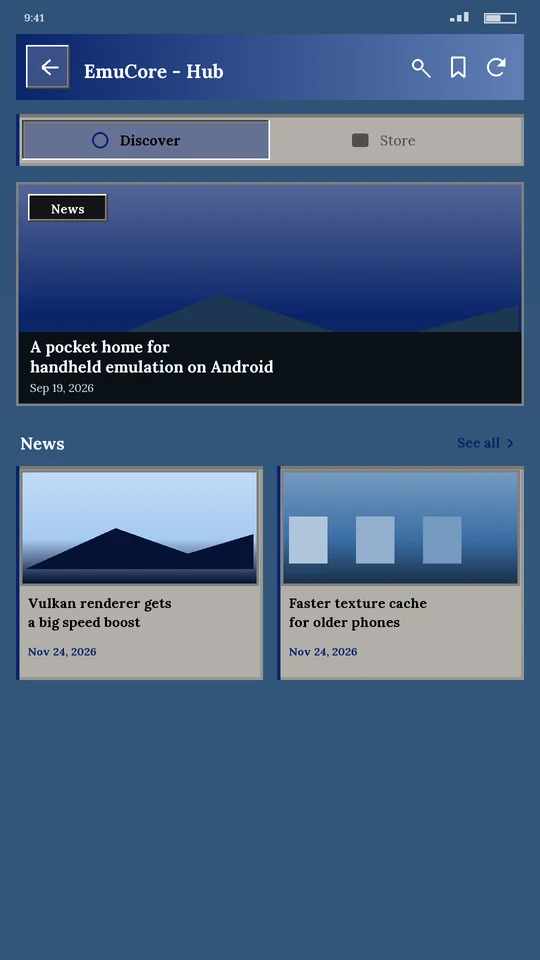 9:41
EmuCore - Hub
Discover
Store
News
A pocket home for
handheld emulation on Android
Sep 19, 2026
News
See all
Vulkan renderer gets
a big speed boost
Nov 24, 2026
Faster texture cache
for older phones
Nov 24, 2026